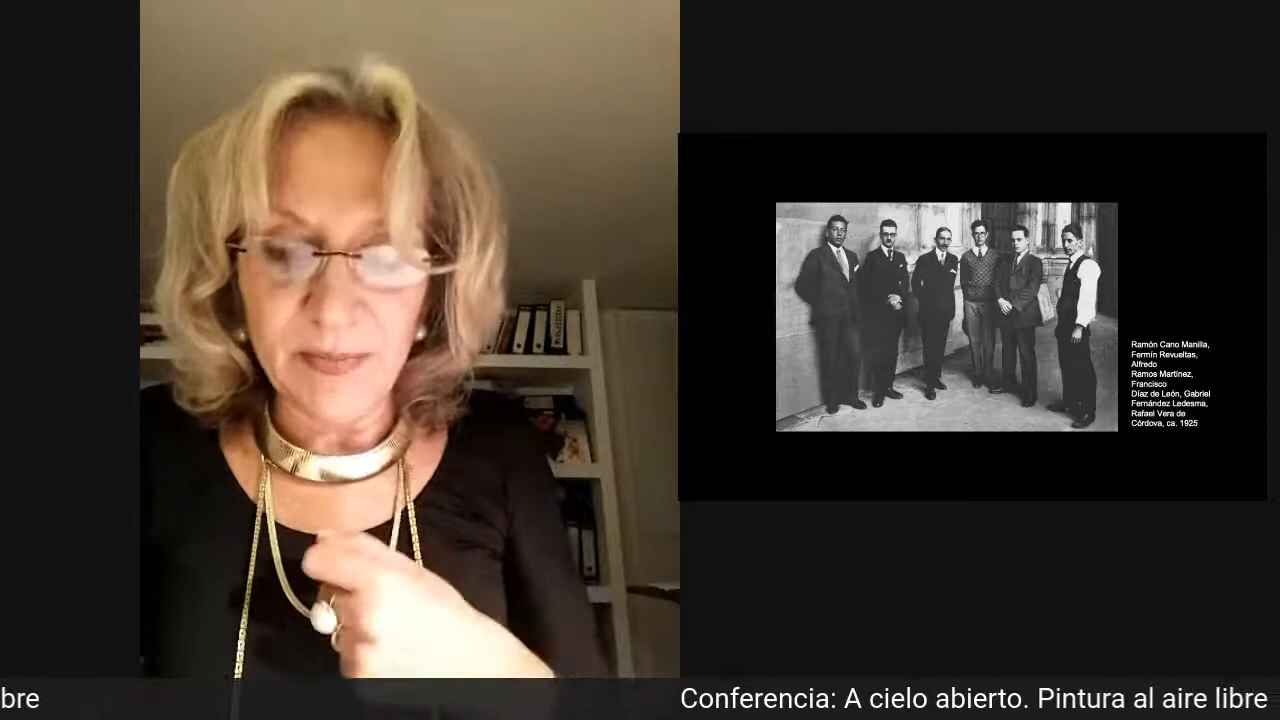 Ramón Cano Manilla,
Fermín Revueltas,
Alfredo
Ramos Martínez,
Francisco
Díaz de León, Gabriel
Fernández Ledesma,
Rafael Vera de
Córdova, ca. 1925
bre
Conferencia: A cielo abierto. Pintura al aire libre